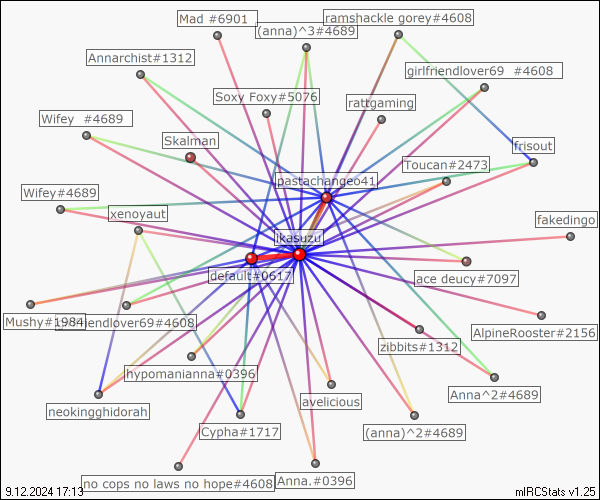 Mad #6901
ramshackle gorey#4608
(anna)^3#4689
Annarchist#1312
girlfriendlover69 #4608
Soxy Foxy#5076
rattgaming
Wifey #4689
Skalman
frisout
Toucan#2473
pastachangeo41
Wifey#4689
xenoyaut
fakedingo
ikasuzu
default#0617
ace deucy#7097
Mushy#1984
iendlover69#4608
AlpineRooster#2156
zibbits#1312
hypomanianna#0396
Anna^2#4689
avelicious
neokingghidorah
Cypha#1717
(anna)^2#4689
no cops no laws no hope#4608
Anna.#0396
9.12.2024 17:13
mIRCStats v1.25